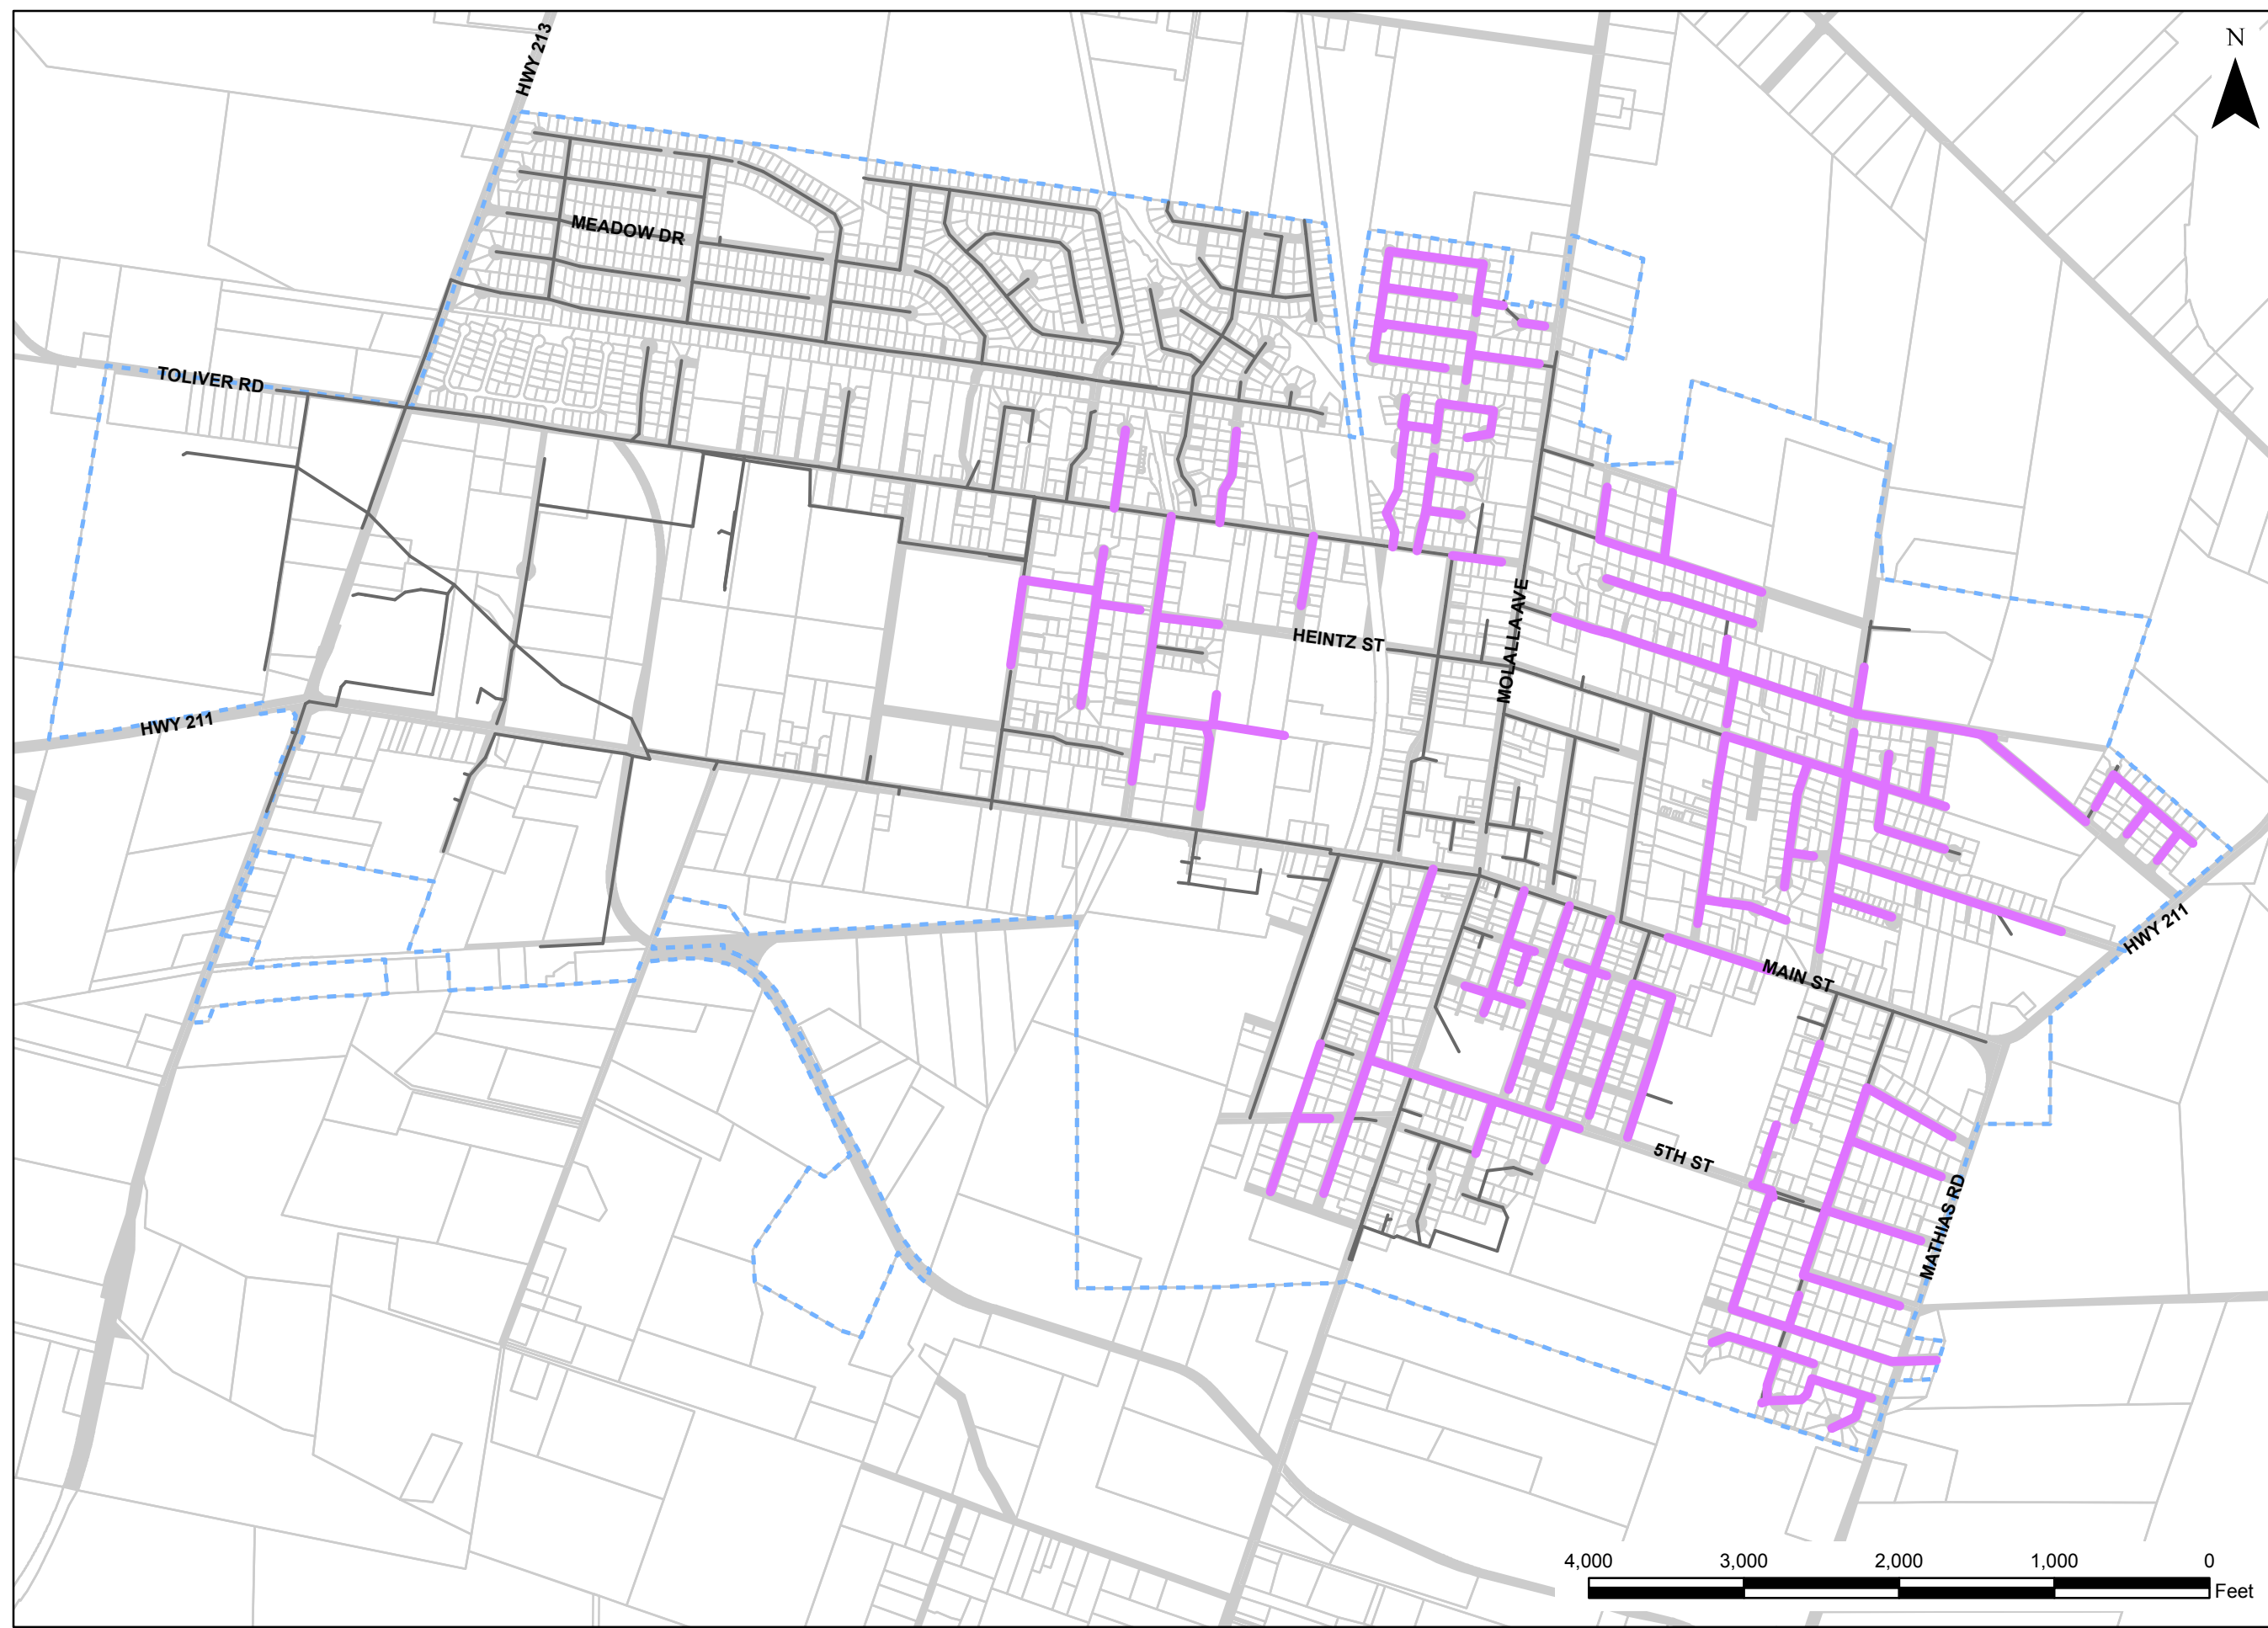 N
HWY 213
MEADOW DR
TOLIVER RD
HEINTZ ST
MOLALLA AVE
HWY 211
HWY 211
MAIN ST
5TH ST
MATHIAS RD
4,000 3,000 2,000 1,000 0
Feet